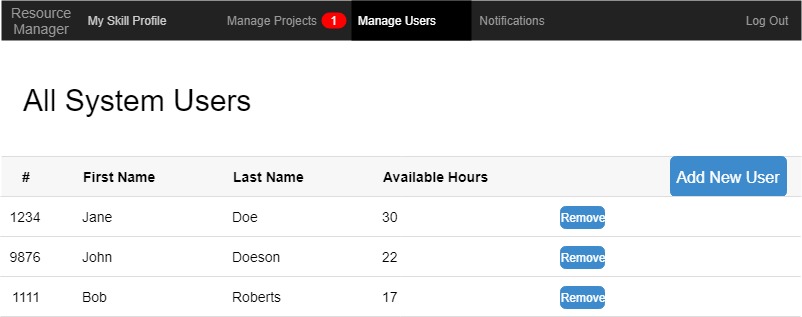 Resource Manager My Skill Profile Manage Projects 1 Manage Users Notifications Log Out
All System Users
# First Name Last Name Available Hours Add New User
1234 Jane Doe 30 Remove
9876 John Doeson 22 Remove
1111 Bob Roberts 17 Remove